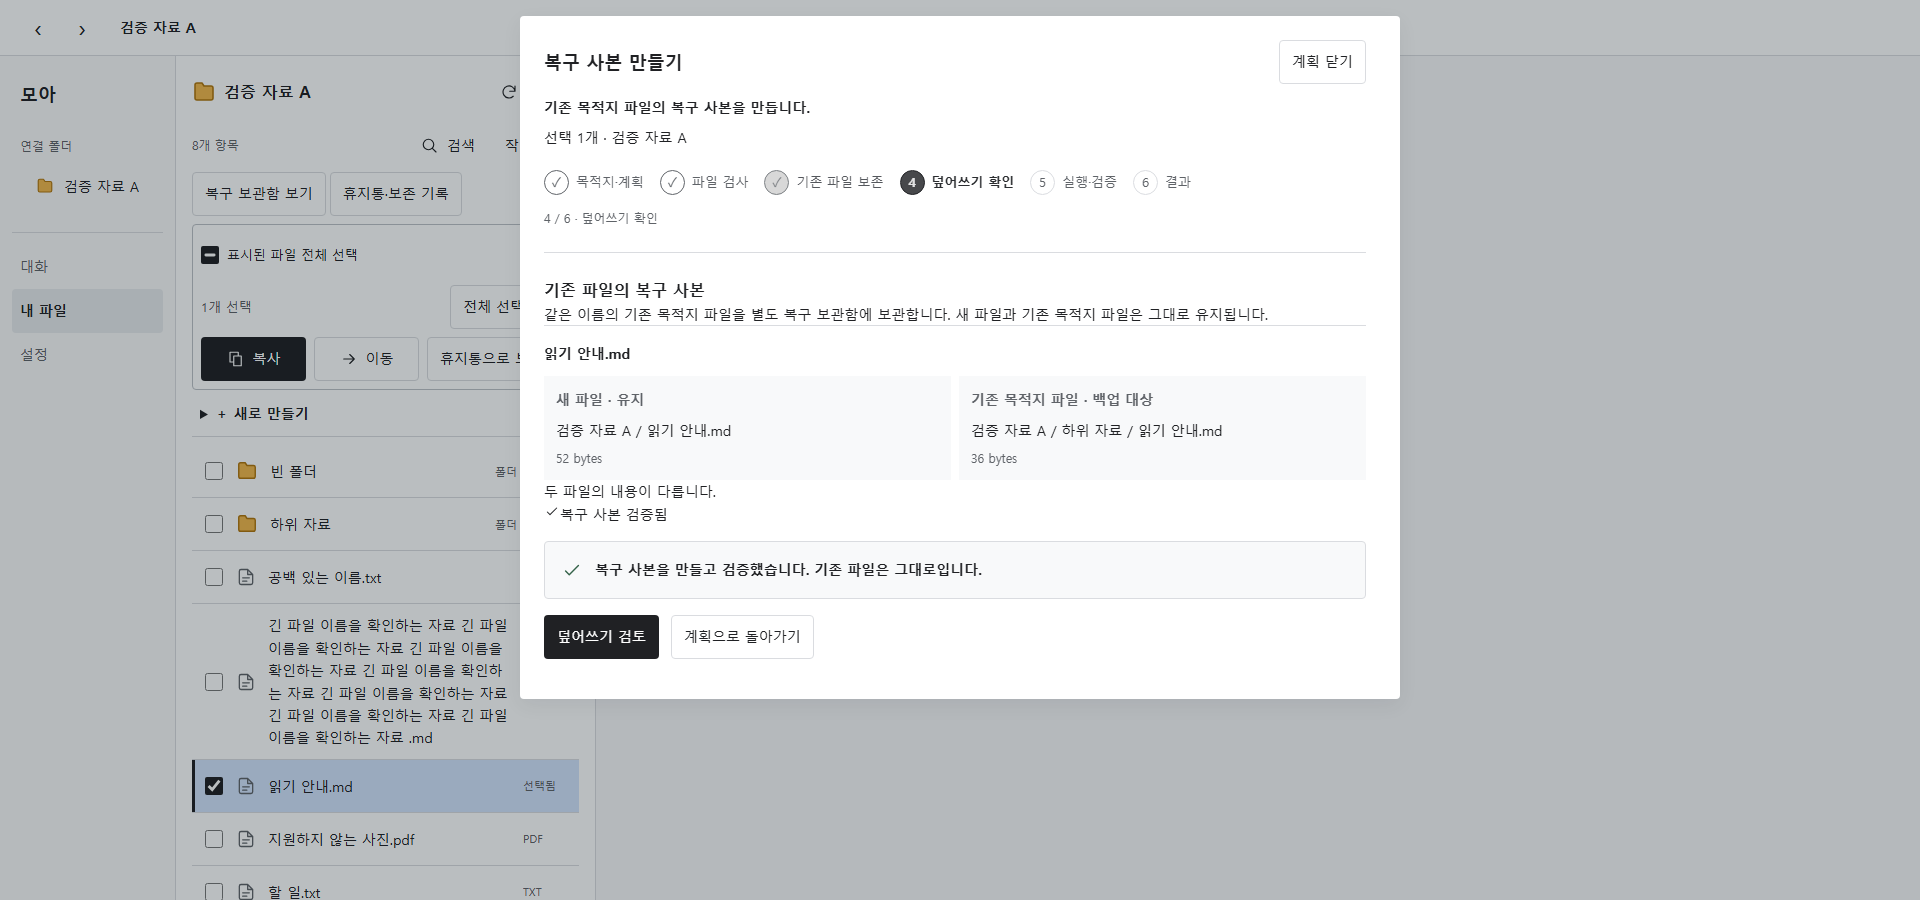 검증 자료 A
모아
연결 폴더
검증 자료 A
대화
내 파일
설정
검증 자료 A
8개 항목
검색
작
복구 보관함 보기
휴지통·보존 기록
표시된 파일 전체 선택
1개 선택
전체 선택
복사
이동
휴지통으로
+ 새로 만들기
빈 폴더
폴더
하위 자료
폴더
공백 있는 이름.txt
긴 파일 이름을 확인하는 자료 긴 파일
이름을 확인하는 자료 긴 파일 이름을
확인하는 자료 긴 파일 이름을 확인하
는 자료 긴 파일 이름을 확인하는 자료
긴 파일 이름을 확인하는 자료 긴 파일
이름을 확인하는 자료 .md
읽기 안내.md
선택됨
지원하지 않는 사진.pdf
PDF
할 일.txt
TXT
복구 사본 만들기
계획 닫기
기존 목적지 파일의 복구 사본을 만듭니다.
선택 1개 · 검증 자료 A
목적지·계획
파일 검사
기존 파일 보존
4 덮어쓰기 확인
5 실행·검증
6 결과
4 / 6 · 덮어쓰기 확인
기존 파일의 복구 사본
같은 이름의 기존 목적지 파일을 별도 복구 보관함에 보관합니다. 새 파일과 기존 목적지 파일은 그대로 유지됩니다.
읽기 안내.md
새 파일 · 유지
검증 자료 A / 읽기 안내.md
52 bytes
기존 목적지 파일 · 백업 대상
검증 자료 A / 하위 자료 / 읽기 안내.md
36 bytes
두 파일의 내용이 다릅니다.
복구 사본 검증됨
복구 사본을 만들고 검증했습니다. 기존 파일은 그대로입니다.
덮어쓰기 검토
계획으로 돌아가기